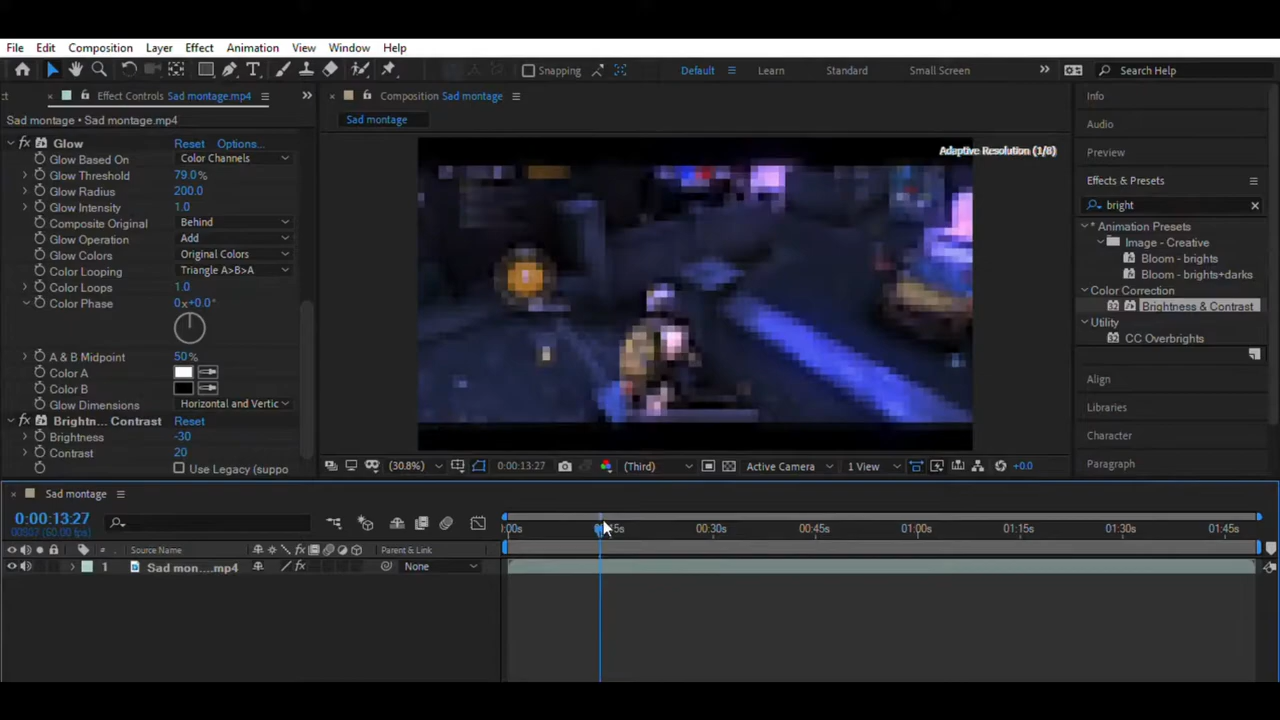 File Edit Composition Layer Effect Animation View Window Help
Snapping Default Learn Standard Small Screen Search Help
Effect Controls Sad montage.mp4
Sad montage • Sad montage.mp4
Glow Reset Options...
Glow Based On Color Channels
Glow Threshold 79.0%
Glow Radius 200.0
Glow Intensity 1.0
Composite Original Behind
Glow Operation Add
Glow Colors Original Colors
Color Looping Triangle A>B>A
Color Loops 1.0
Color Phase 0x+0.0°
A & B Midpoint 50%
Color A
Color B
Glow Dimensions Horizontal and Vertic
Brightn... Contrast Reset
Brightness -30
Contrast 20
Use Legacy (suppo
Composition Sad montage
Sad montage
Adaptive Resolution (1/8)
(30.8%) 0:00:13:27 (Third) Active Camera 1 View +0.0
Info
Audio
Preview
Effects & Presets
bright
* Animation Presets
Image - Creative
Bloom - brights
Bloom - brights+darks
Color Correction
Brightness & Contrast
Utility
CC Overbrights
Align
Libraries
Character
Paragraph
Sad montage
0:00:13:27
00807 (60.00 fps)
:00s 00:30s 00:45s 01:00s 01:15s 01:30s 01:45s
# Source Name Parent & Link
1 Sad mon....mp4 None